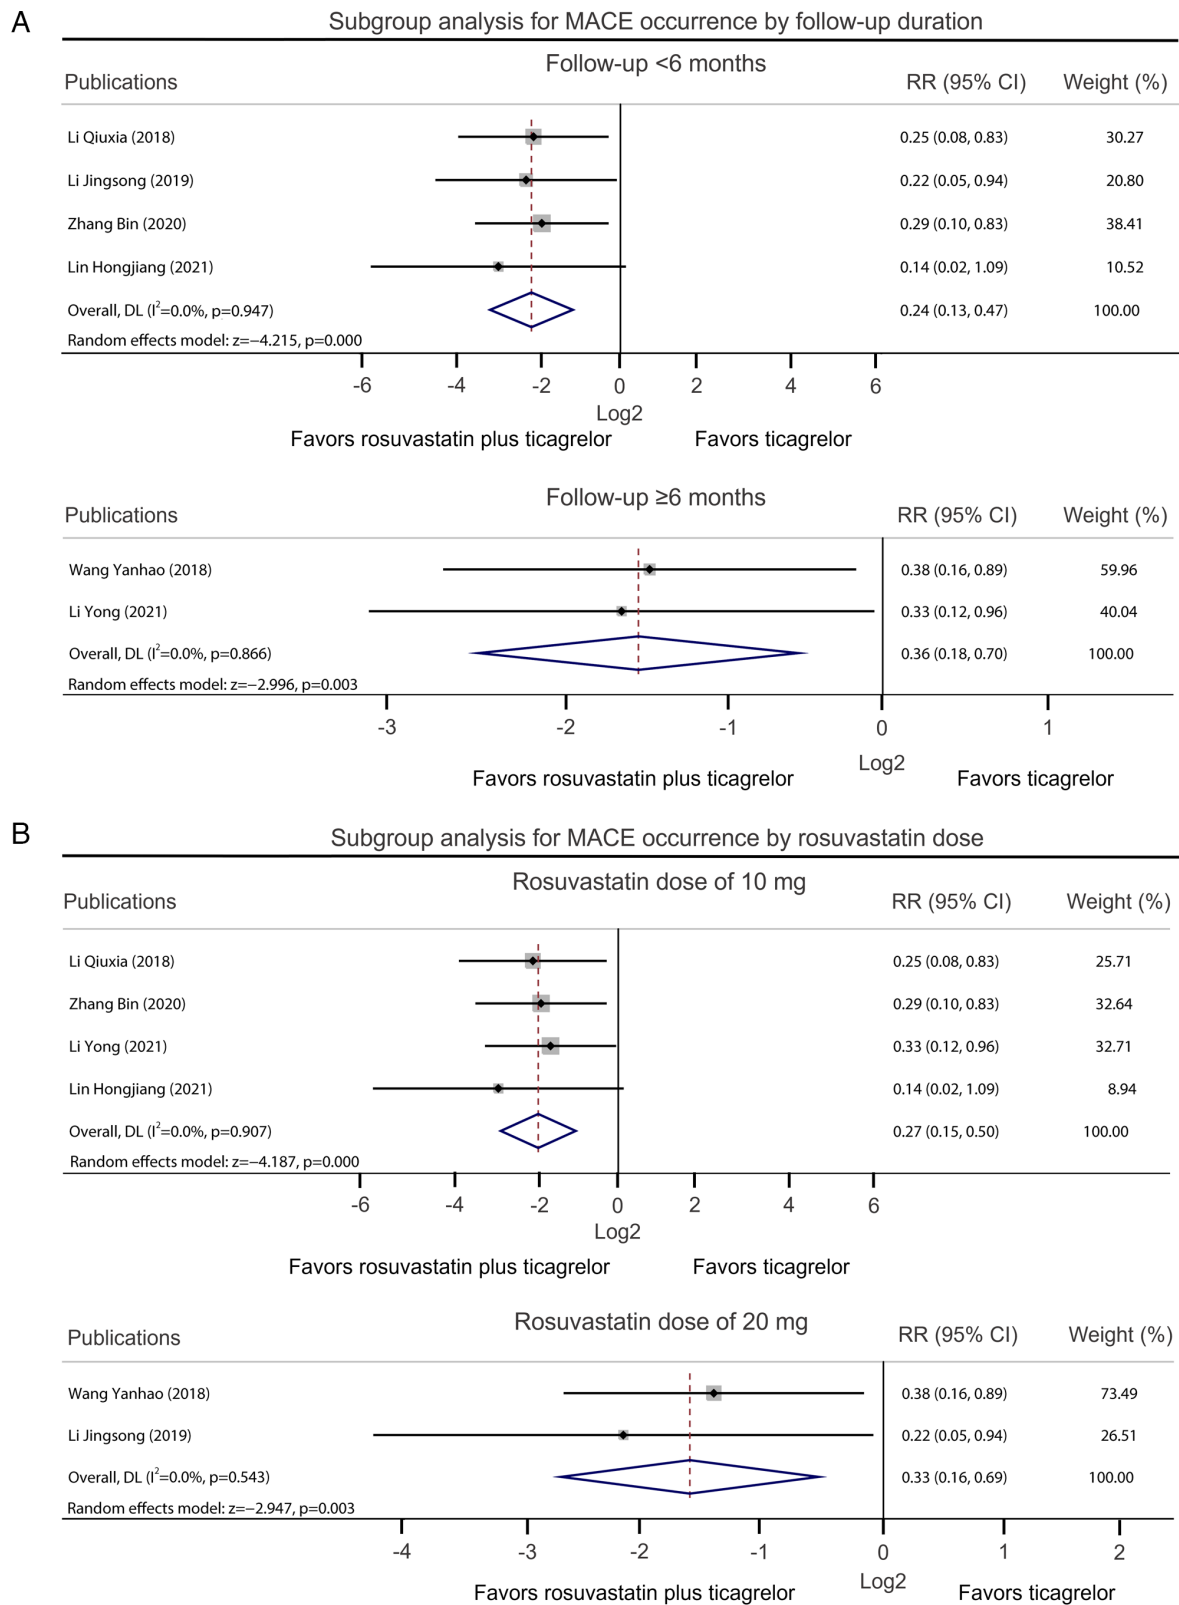 A
Subgroup analysis for MACE occurrence by follow-up duration
Follow-up <6 months
Publications RR (95% CI) Weight (%)
Li Qiuxia (2018) 0.25 (0.08, 0.83) 30.27
Li Jingsong (2019) 0.22 (0.05, 0.94) 20.80
Zhang Bin (2020) 0.29 (0.10, 0.83) 38.41
Lin Hongjiang (2021) 0.14 (0.02, 1.09) 10.52
Overall, DL (I²=0.0%, p=0.947) 0.24 (0.13, 0.47) 100.00
Random effects model: z=−4.215, p=0.000
-6 -4 -2 0 2 4 6
Log2
Favors rosuvastatin plus ticagrelor Favors ticagrelor
Follow-up ≥6 months
Publications RR (95% CI) Weight (%)
Wang Yanhao (2018) 0.38 (0.16, 0.89) 59.96
Li Yong (2021) 0.33 (0.12, 0.96) 40.04
Overall, DL (I²=0.0%, p=0.866) 0.36 (0.18, 0.70) 100.00
Random effects model: z=−2.996, p=0.003
-3 -2 -1 0 1
Log2
Favors rosuvastatin plus ticagrelor Favors ticagrelor
B
Subgroup analysis for MACE occurrence by rosuvastatin dose
Rosuvastatin dose of 10 mg
Publications RR (95% CI) Weight (%)
Li Qiuxia (2018) 0.25 (0.08, 0.83) 25.71
Zhang Bin (2020) 0.29 (0.10, 0.83) 32.64
Li Yong (2021) 0.33 (0.12, 0.96) 32.71
Lin Hongjiang (2021) 0.14 (0.02, 1.09) 8.94
Overall, DL (I²=0.0%, p=0.907) 0.27 (0.15, 0.50) 100.00
Random effects model: z=−4.187, p=0.000
-6 -4 -2 0 2 4 6
Log2
Favors rosuvastatin plus ticagrelor Favors ticagrelor
Rosuvastatin dose of 20 mg
Publications RR (95% CI) Weight (%)
Wang Yanhao (2018) 0.38 (0.16, 0.89) 73.49
Li Jingsong (2019) 0.22 (0.05, 0.94) 26.51
Overall, DL (I²=0.0%, p=0.543) 0.33 (0.16, 0.69) 100.00
Random effects model: z=−2.947, p=0.003
-4 -3 -2 -1 0 1 2
Log2
Favors rosuvastatin plus ticagrelor Favors ticagrelor